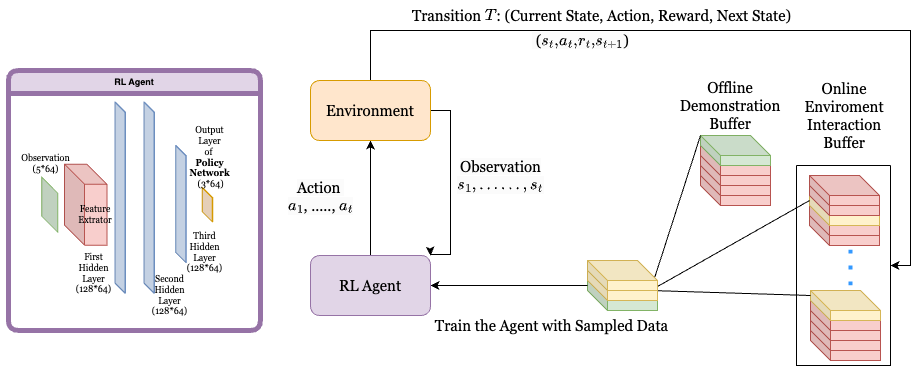 Transition T: (Current State, Action, Reward, Next State)
(s_t,a_t,r_t,s_{t+1})
RL Agent
Observation
(5*64)
Feature
Extrator
First
Hidden
Layer
(128*64)
Second
Hidden
Layer
(128*64)
Third
Hidden
Layer
(128*64)
Output
Layer
of
Policy
Network
(3*64)
Environment
Action
a_1, ....., a_t
Observation
s_1, . . . . . . , s_t
RL Agent
Train the Agent with Sampled Data
Offline
Demonstration
Buffer
Online
Enviroment
Interaction
Buffer